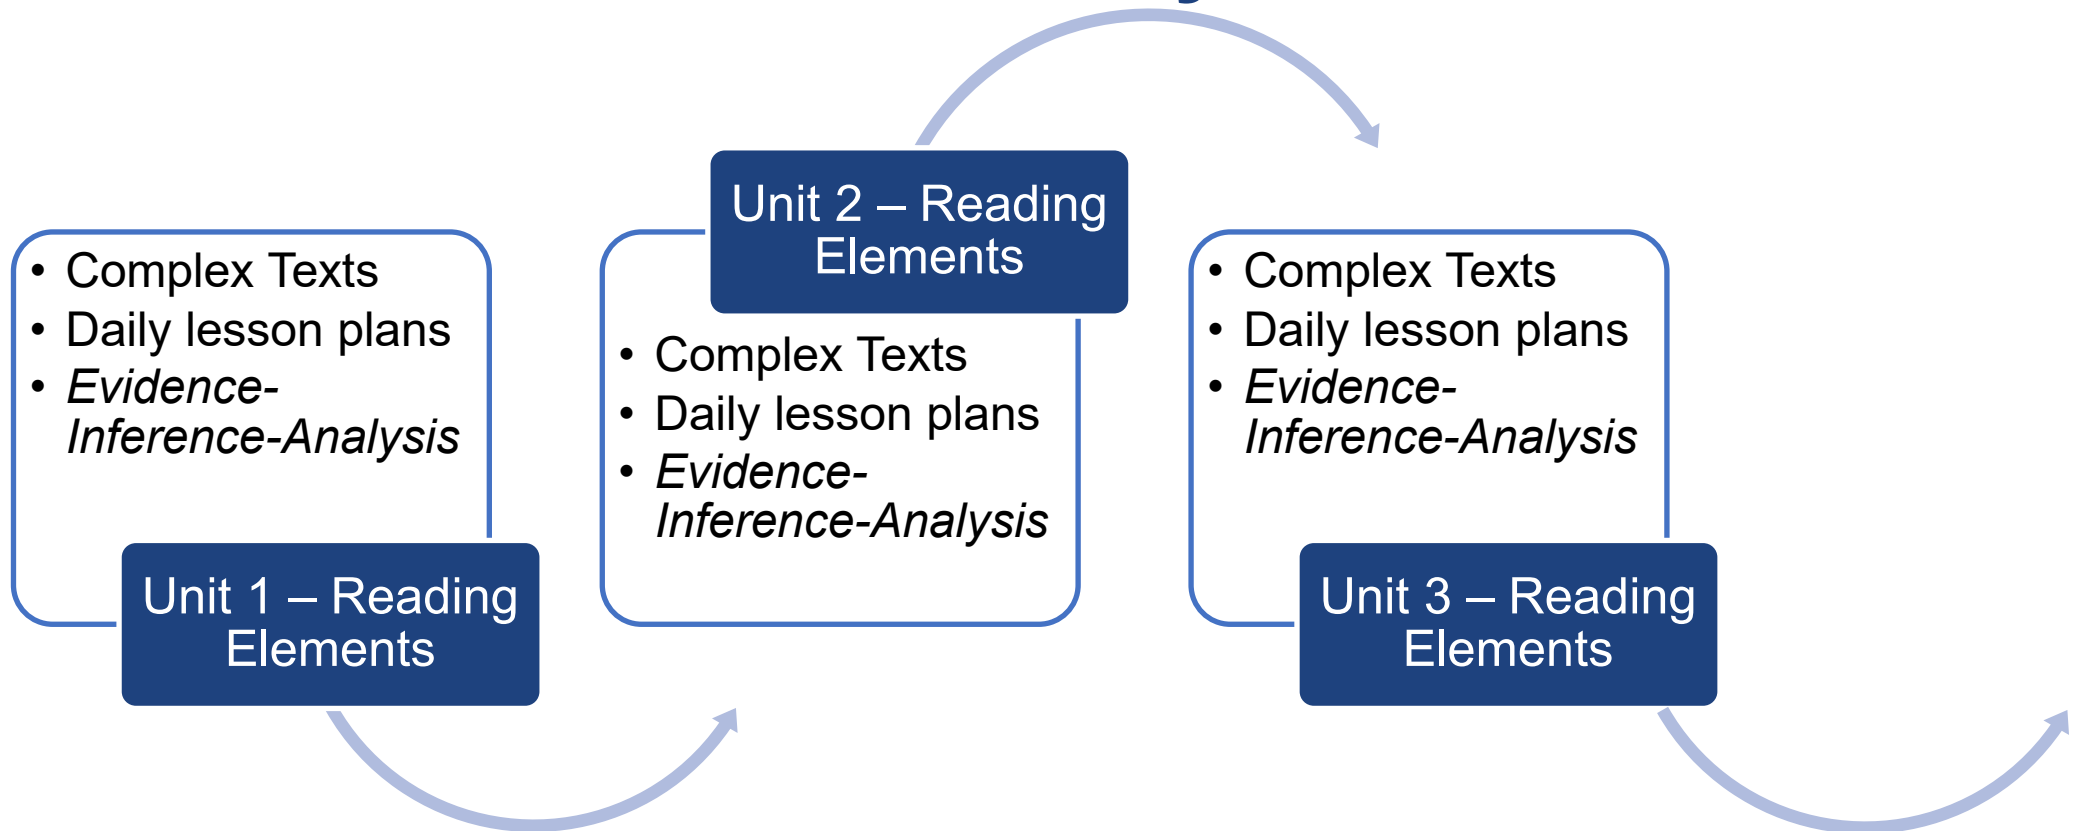 • Complex Texts
• Daily lesson plans
• Evidence-
Inference-Analysis
Unit 1 – Reading
Elements
Unit 2 – Reading
Elements
• Complex Texts
• Daily lesson plans
• Evidence-
Inference-Analysis
• Complex Texts
• Daily lesson plans
• Evidence-
Inference-Analysis
Unit 3 – Reading
Elements